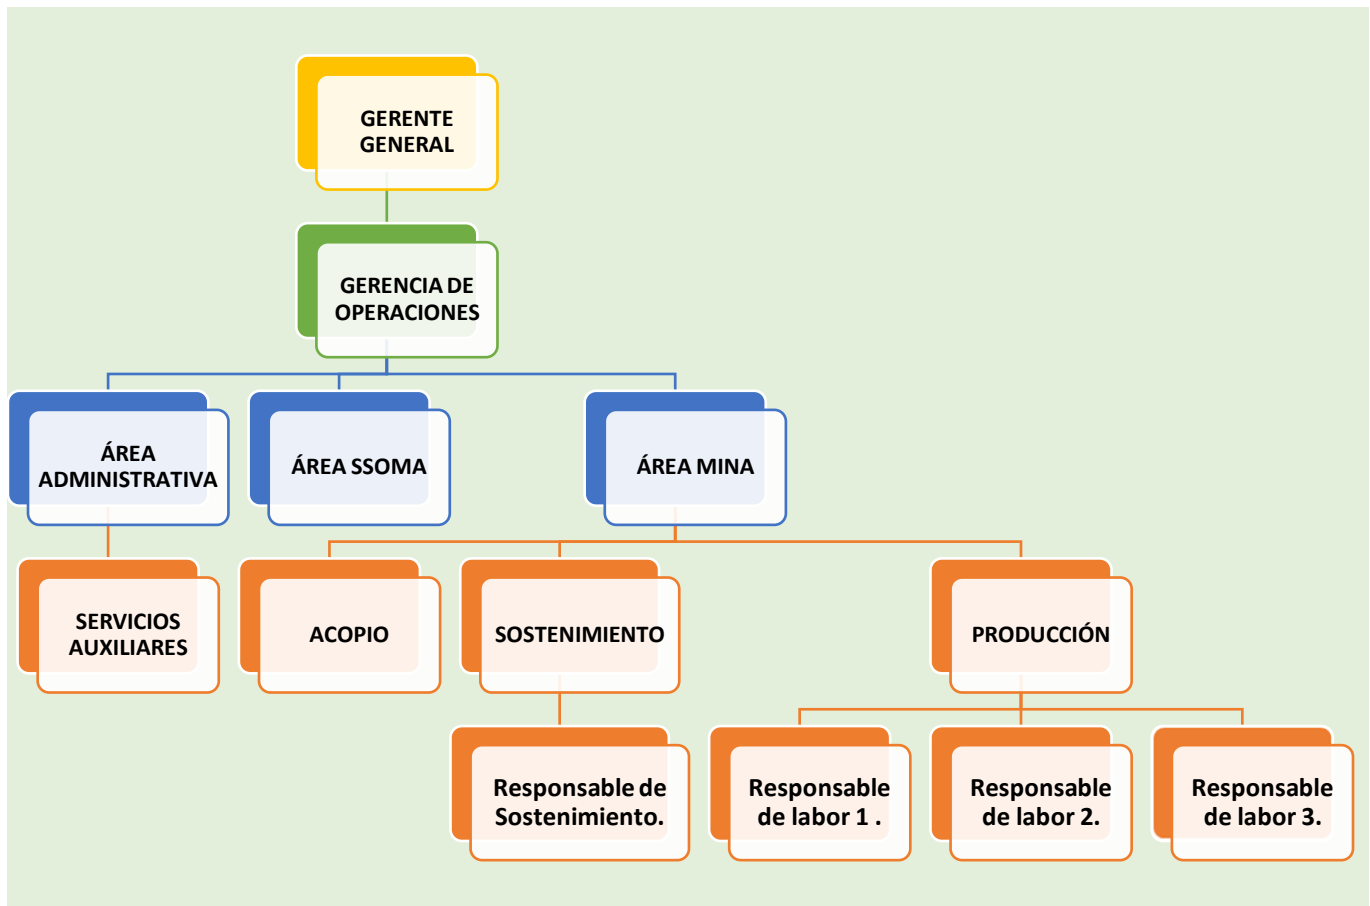 GERENTE
GENERAL
GERENCIA DE
OPERACIONES
ÁREA
ADMINISTRATIVA
ÁREA SSOMA
ÁREA MINA
SERVICIOS
AUXILIARES
ACOPIO
SOSTENIMIENTO
PRODUCCIÓN
Responsable de
Sostenimiento.
Responsable
de labor 1 .
Responsable
de labor 2.
Responsable
de labor 3.